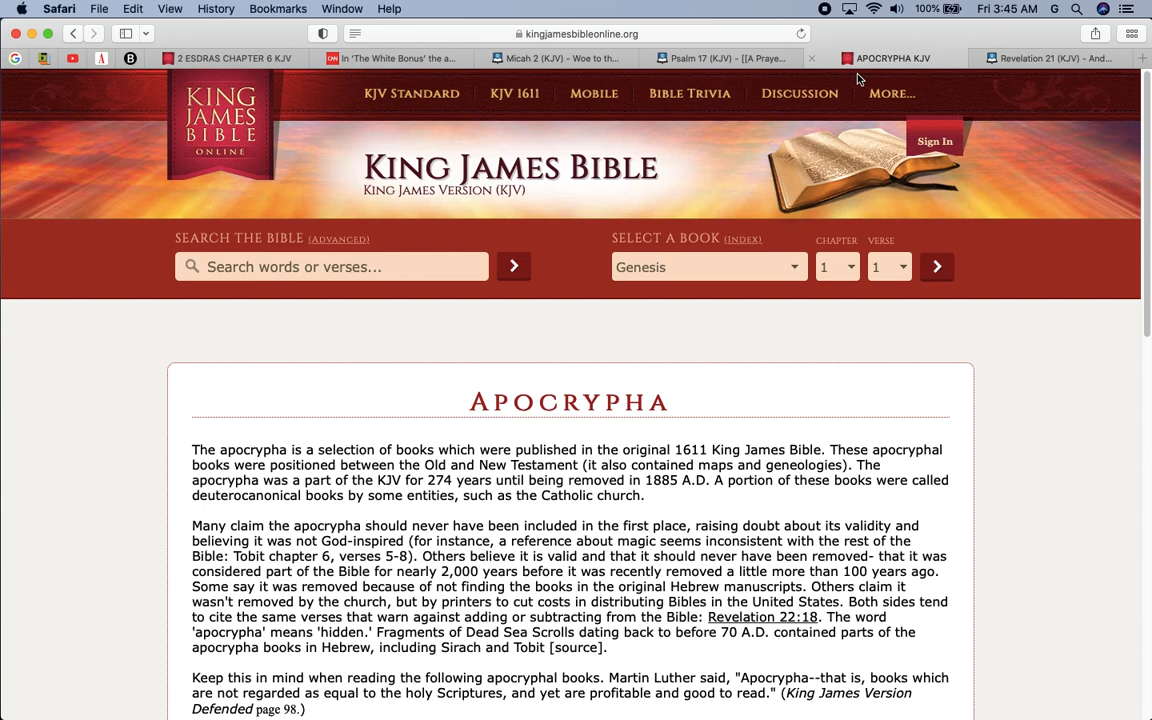 Safari File Edit View History Bookmarks Window Help 100% Fri 3:45 AM G
kingjamesbibleonline.org
2 ESDRAS CHAPTER 6 KJV In 'The White Bonus' the a... Micah 2 (KJV) - Woe to th... Psalm 17 (KJV) - [[A Praye... APOCRYPHA KJV Revelation 21 (KJV) - And...
KING
JAMES
BIBLE
ONLINE
KJV STANDARD KJV 1611 MOBILE BIBLE TRIVIA DISCUSSION MORE...
Sign In
KING JAMES BIBLE
KING JAMES VERSION (KJV)
SEARCH THE BIBLE (ADVANCED) SELECT A BOOK (INDEX) CHAPTER VERSE
Search words or verses... Genesis 1 1
APOCRYPHA
The apocrypha is a selection of books which were published in the original 1611 King James Bible. These apocryphal
books were positioned between the Old and New Testament (it also contained maps and geneologies). The
apocrypha was a part of the KJV for 274 years until being removed in 1885 A.D. A portion of these books were called
deuterocanonical books by some entities, such as the Catholic church.
Many claim the apocrypha should never have been included in the first place, raising doubt about its validity and
believing it was not God-inspired (for instance, a reference about magic seems inconsistent with the rest of the
Bible: Tobit chapter 6, verses 5-8). Others believe it is valid and that it should never have been removed- that it was
considered part of the Bible for nearly 2,000 years before it was recently removed a little more than 100 years ago.
Some say it was removed because of not finding the books in the original Hebrew manuscripts. Others claim it
wasn't removed by the church, but by printers to cut costs in distributing Bibles in the United States. Both sides tend
to cite the same verses that warn against adding or subtracting from the Bible: Revelation 22:18. The word
'apocrypha' means 'hidden.' Fragments of Dead Sea Scrolls dating back to before 70 A.D. contained parts of the
apocrypha books in Hebrew, including Sirach and Tobit [source].
Keep this in mind when reading the following apocryphal books. Martin Luther said, "Apocrypha--that is, books which
are not regarded as equal to the holy Scriptures, and yet are profitable and good to read." (King James Version
Defended page 98.)